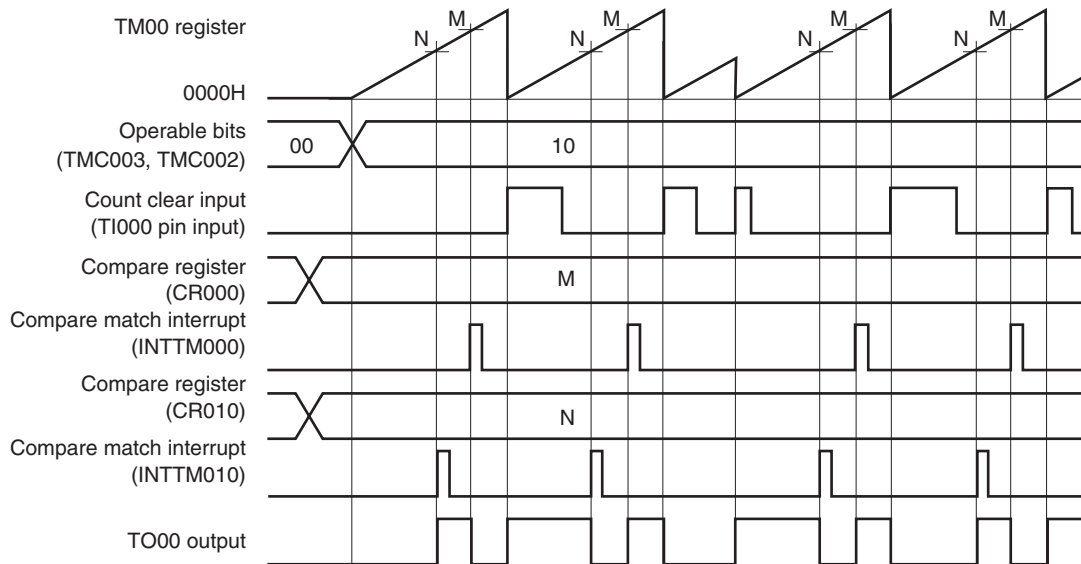 TM00 register
N M N M N M N M
0000H
Operable bits
(TMC003, TMC002)
00 10
Count clear input
(TI000 pin input)
Compare register
(CR000)
M
Compare match interrupt
(INTTM000)
Compare register
(CR010)
N
Compare match interrupt
(INTTM010)
TO00 output